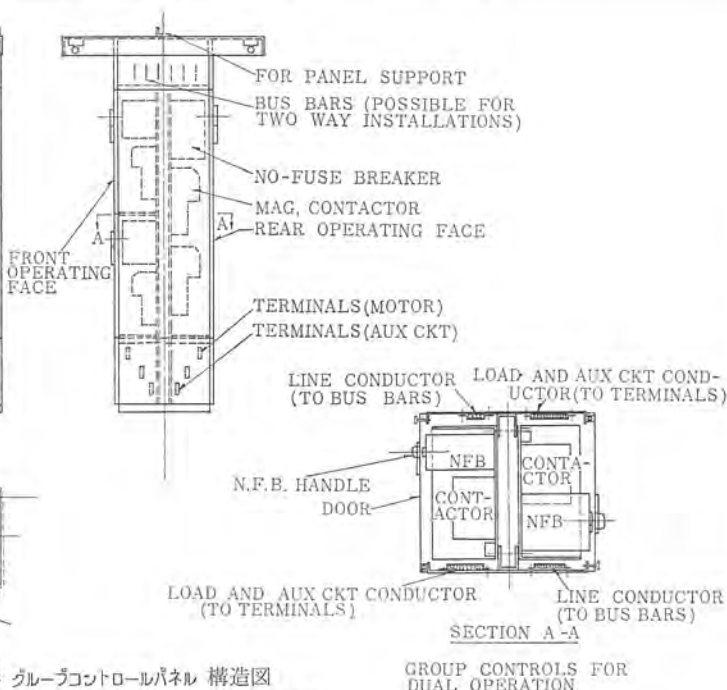 FOR PANEL SUPPORT
BUS BARS (POSSIBLE FOR
TWO WAY INSTALLATIONS)
NO-FUSE BREAKER
MAG, CONTACTOR
A
A
REAR OPERATING FACE
FRONT
OPERATING
FACE
TERMINALS(MOTOR)
TERMINALS(AUX CKT)
LINE CONDUCTOR
(TO BUS BARS)
LOAD AND AUX CKT COND-
UCTOR(TO TERMINALS)
N.F.B. HANDLE
DOOR
NFB
CONTA-
CTOR
CONT-
ACTOR
NFB
LOAD AND AUX CKT CONDUCTOR
(TO TERMINALS)
LINE CONDUCTOR
(TO BUS BARS)
SECTION A-A
グループコントロールパネル 構造図
GROUP CONTROLS FOR
DUAL OPERATION